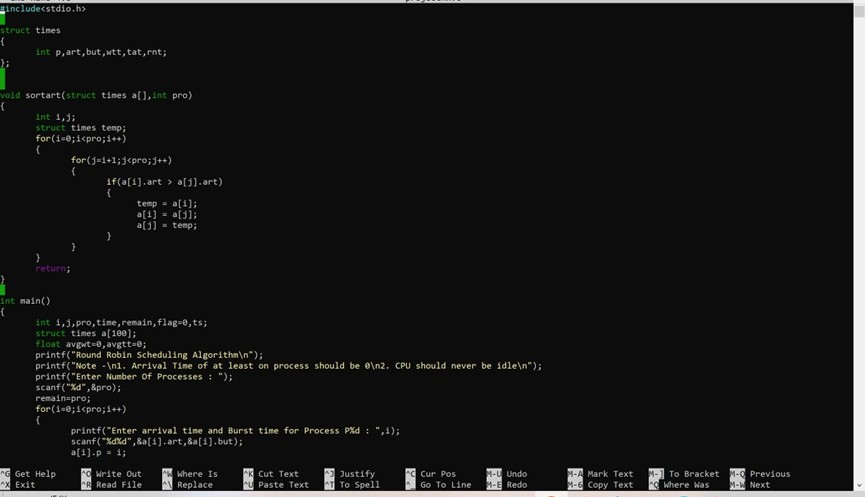 #include<stdio.h>
struct times
{
int p,art,but,wtt,tat,rnt;
};
void sortart(struct times a[],int pro)
{
int i,j;
struct times temp;
for(i=0;i<pro;i++)
{
for(j=i+1;j<pro;j++)
{
if(a[i].art > a[j].art)
{
temp = a[i];
a[i] = a[j];
a[j] = temp;
}
}
}
return;
}
int main()
{
int i,j,pro,time,remain,flag=0,ts;
struct times a[100];
float avgwt=0,avgtt=0;
printf("Round Robin Scheduling Algorithm\n");
printf("Note -\n1. Arrival Time of at least on process should be 0\n2. CPU should never be idle\n");
printf("Enter Number Of Processes : ");
scanf("%d",&pro);
remain=pro;
for(i=0;i<pro;i++)
{
printf("Enter arrival time and Burst time for Process P%d : ",i);
scanf("%d%d",&a[i].art,&a[i].but);
a[i].p = i;
^G Get Help ^O Write Out ^W Where Is ^K Cut Text ^J Justify ^C Cur Pos M-U Undo M-A Mark Text M-] To Bracket M-Q Previous
^X Exit ^R Read File ^\ Replace ^U Paste Text ^T To Spell ^_ Go To Line M-E Redo M-6 Copy Text ^Q Where Was M-W Next